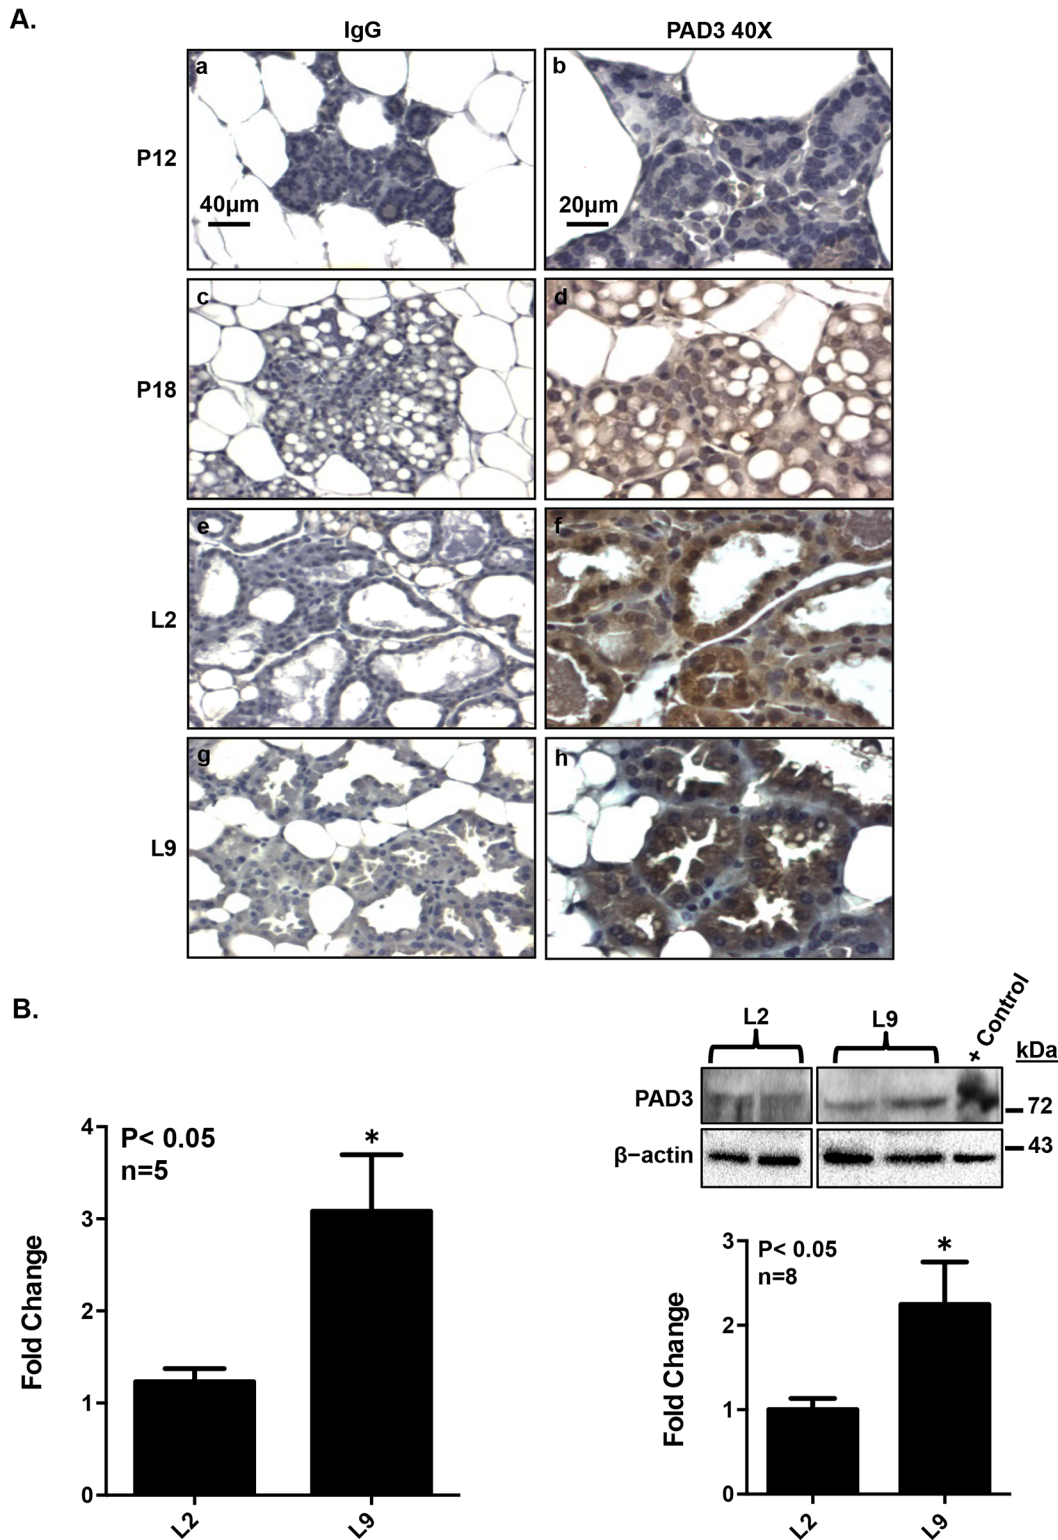 A.
IgG
PAD3 40X
P12
a
40μm
b
20μm
P18
c
d
L2
e
f
L9
g
h
B.
P< 0.05
n=5
*
4
3
2
1
0
Fold Change
L2
L9
L2
L9
+ Control
kDa
PAD3
72
β−actin
43
P< 0.05
n=8
*
3
2
1
0
Fold Change
L2
L9